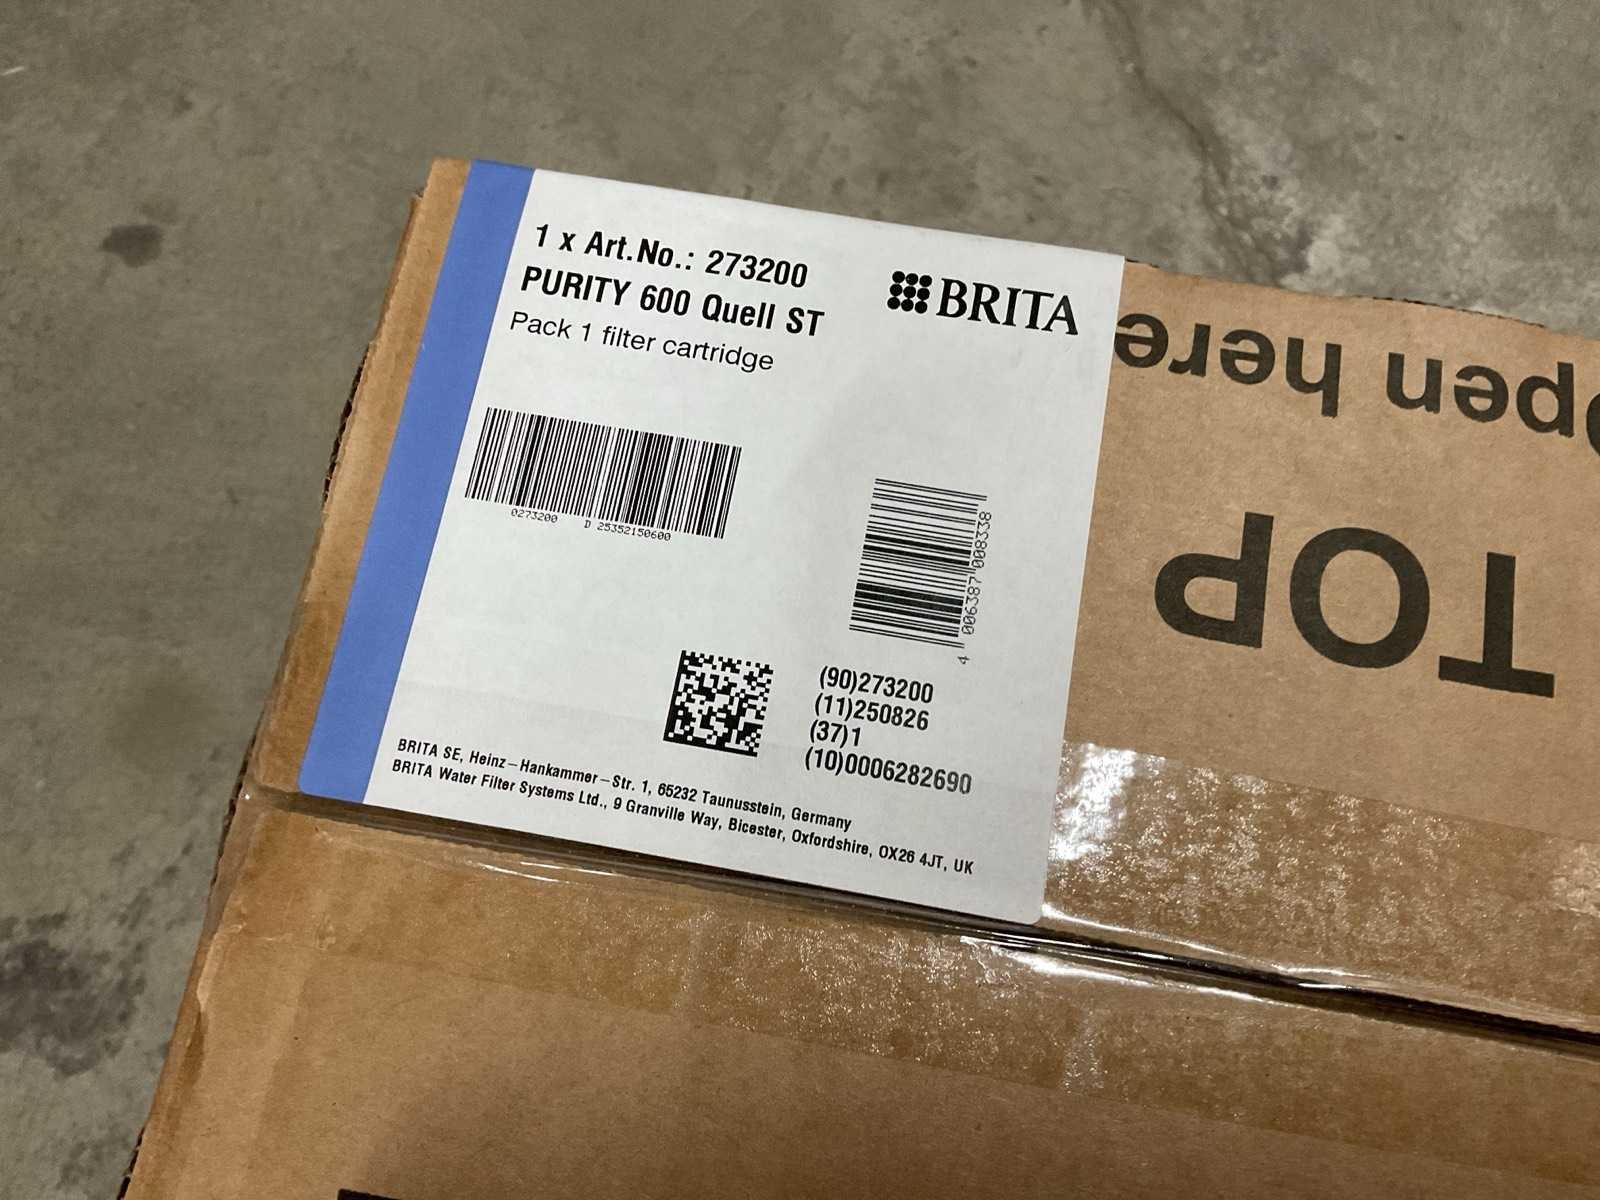 1 x Art.No.: 273200
PURITY 600 Quell ST
Pack 1 filter cartridge
BRITA
0273200 D 25352150600
4 006387 008338
(90)273200
(11)250826
(37)1
(10)0006282690
BRITA SE, Heinz-Hankammer-Str. 1, 65232 Taunusstein, Germany
BRITA Water Filter Systems Ltd., 9 Granville Way, Bicester, Oxfordshire, OX26 4JT, UK
TOP
pen here